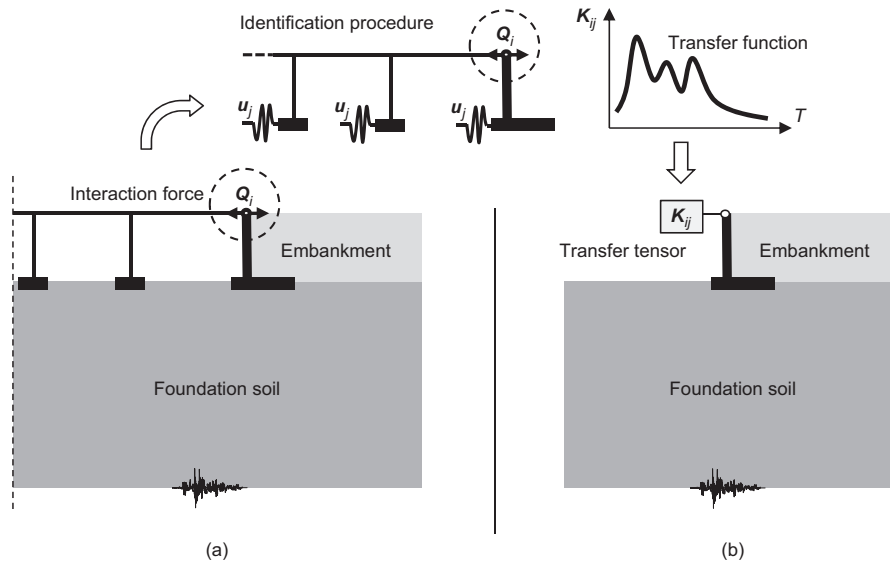 Identification procedure
Q_i
u_j
u_j
u_j
K_ij
Transfer function
T
Interaction force
Q_i
Embankment
Foundation soil
(a)
K_ij
Transfer tensor
Embankment
Foundation soil
(b)